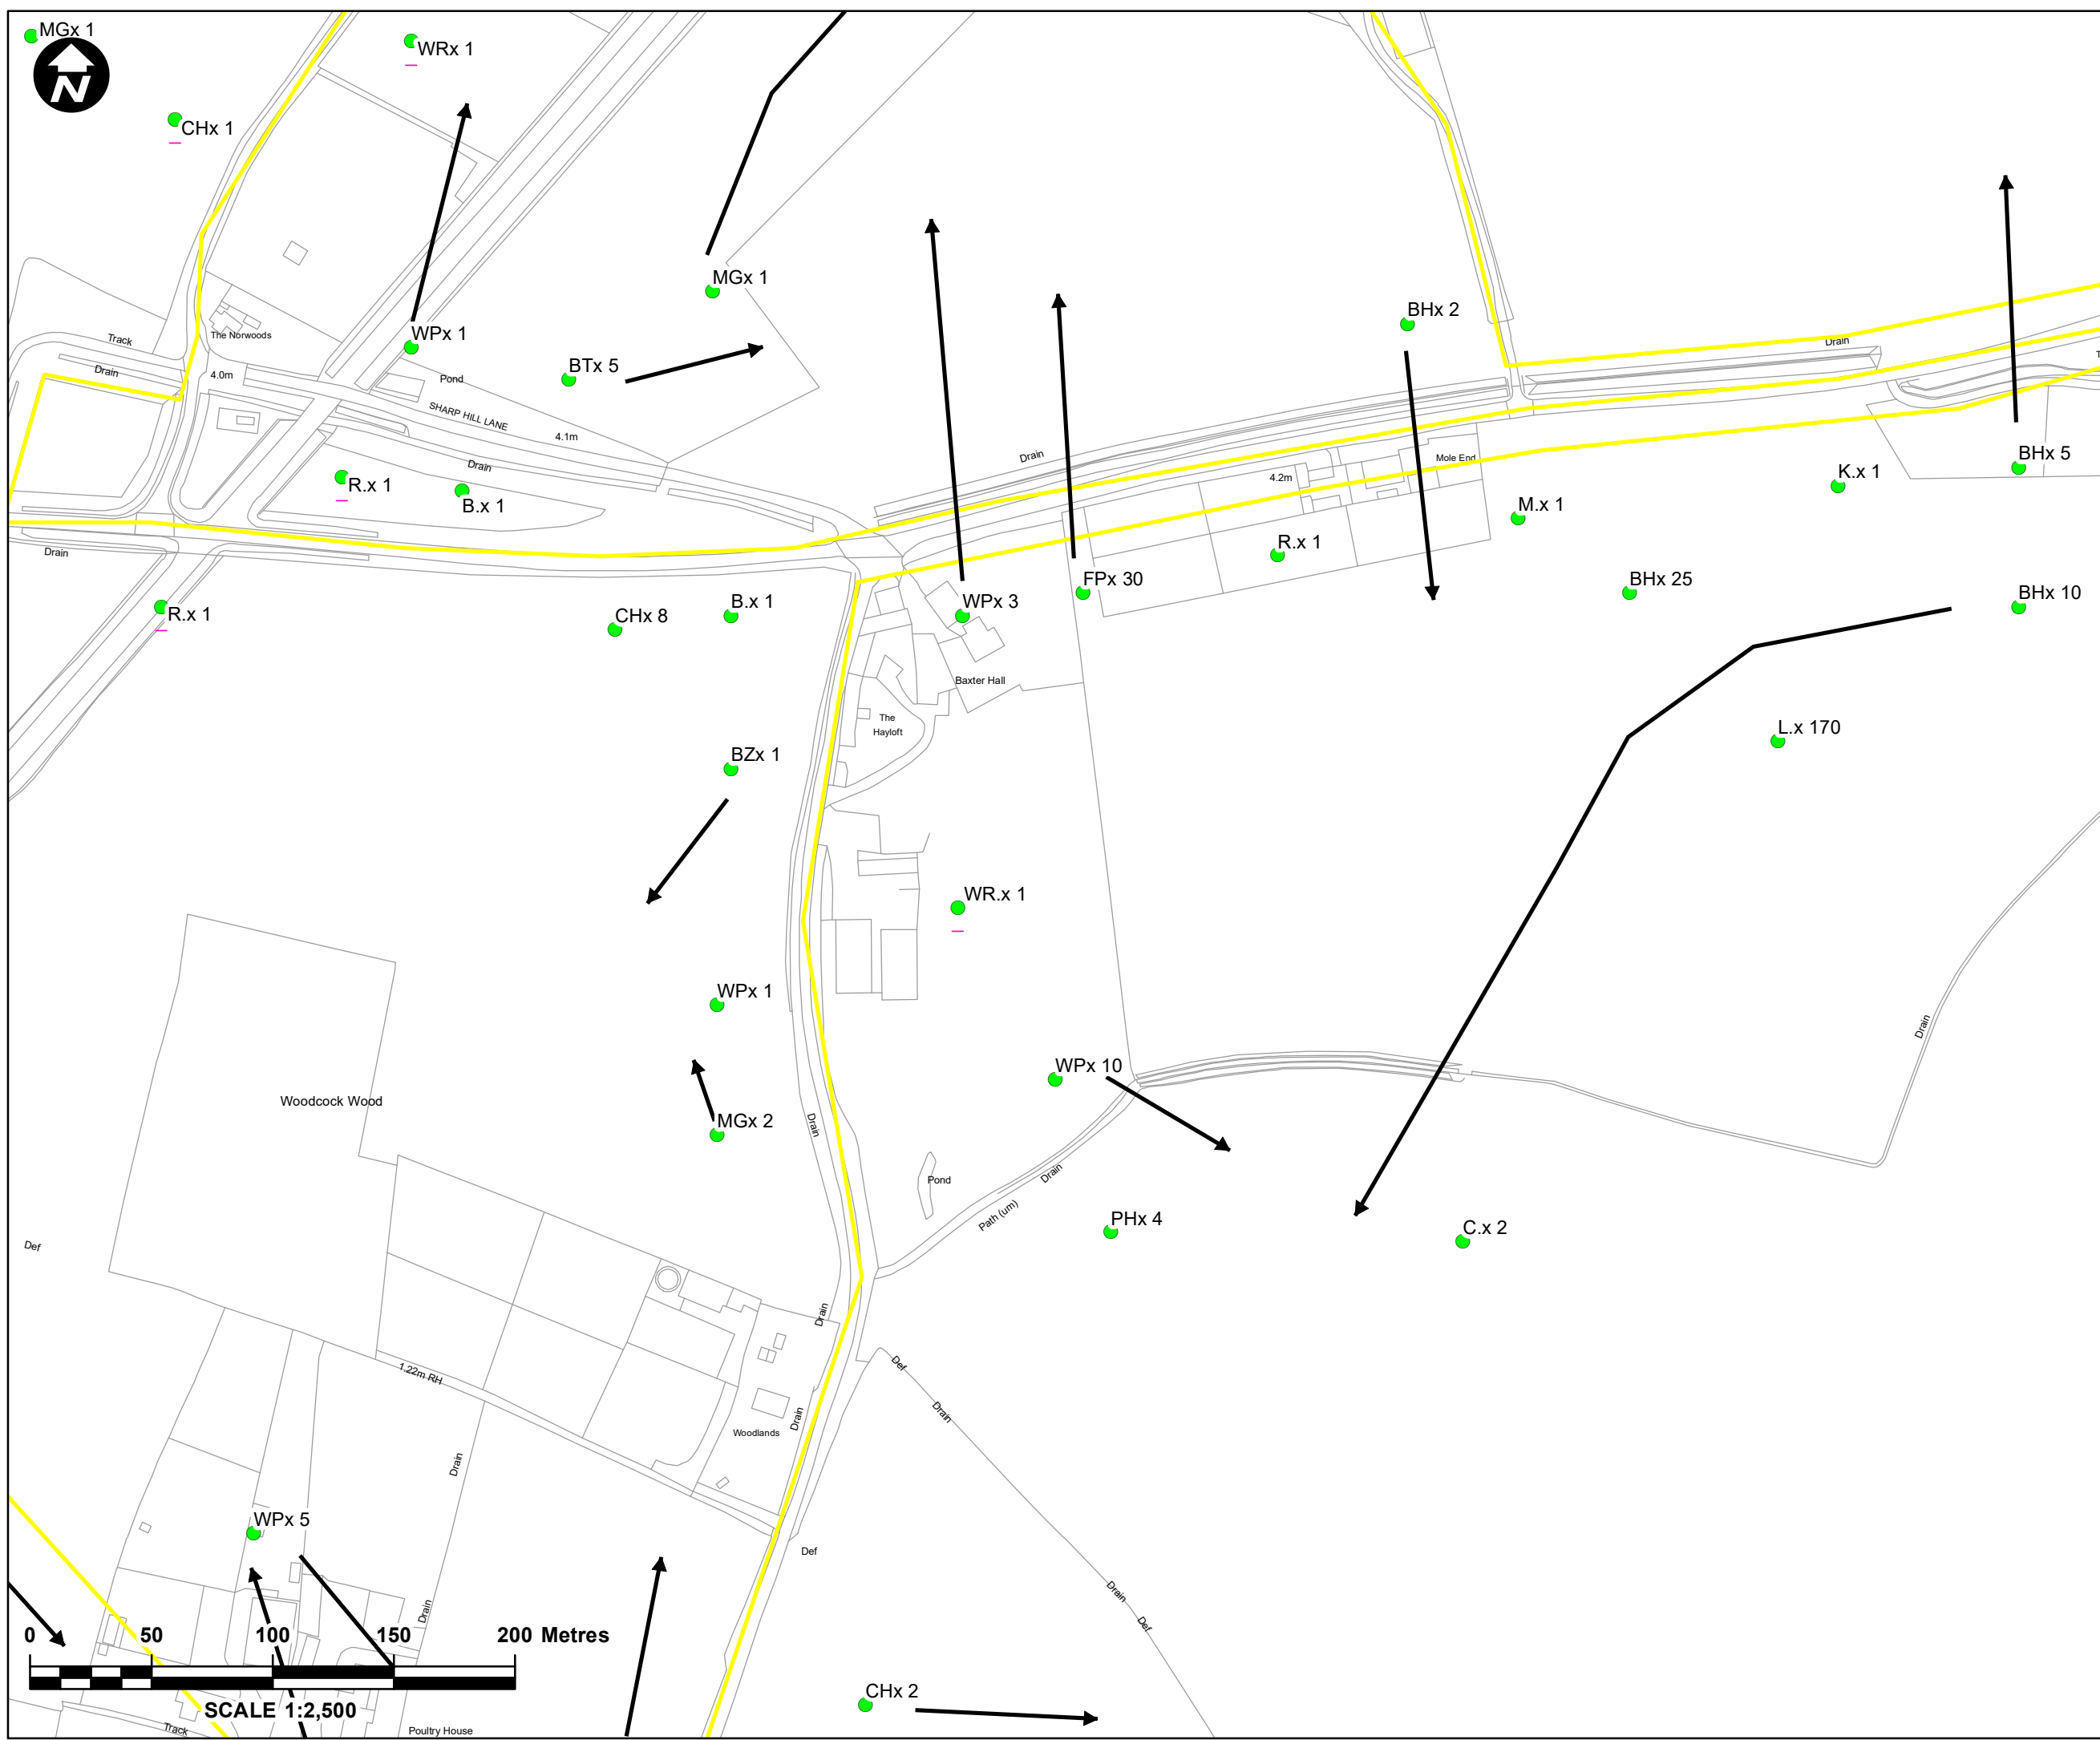 MGx 1
N
WRx 1
CHx 1
MGx 1
BHx 2
The Norwoods
WPx 1
Track
Drain
4.0m
Pond
BTx 5
SHARP HILL LANE
4.1m
Drain
Drain
Drain
4.2m
Mole End
BHx 5
K.x 1
R.x 1
B.x 1
M.x 1
Drain
R.x 1
FPx 30
BHx 25
BHx 10
R.x 1
CHx 8
B.x 1
WPx 3
Baxter Hall
The
Hayloft
L.x 170
BZx 1
WR.x 1
WPx 1
Drain
WPx 10
Woodcock Wood
MGx 2
Drain
Pond
Drain
Path (um)
PHx 4
C.x 2
Def
Drain
1.22m RH
Def
Drain
Drain
Woodlands
Drain
WPx 5
Def
Drain
Drain
Def
0 50 100 150 200 Metres
SCALE 1:2,500
CHx 2
Track
Poultry House